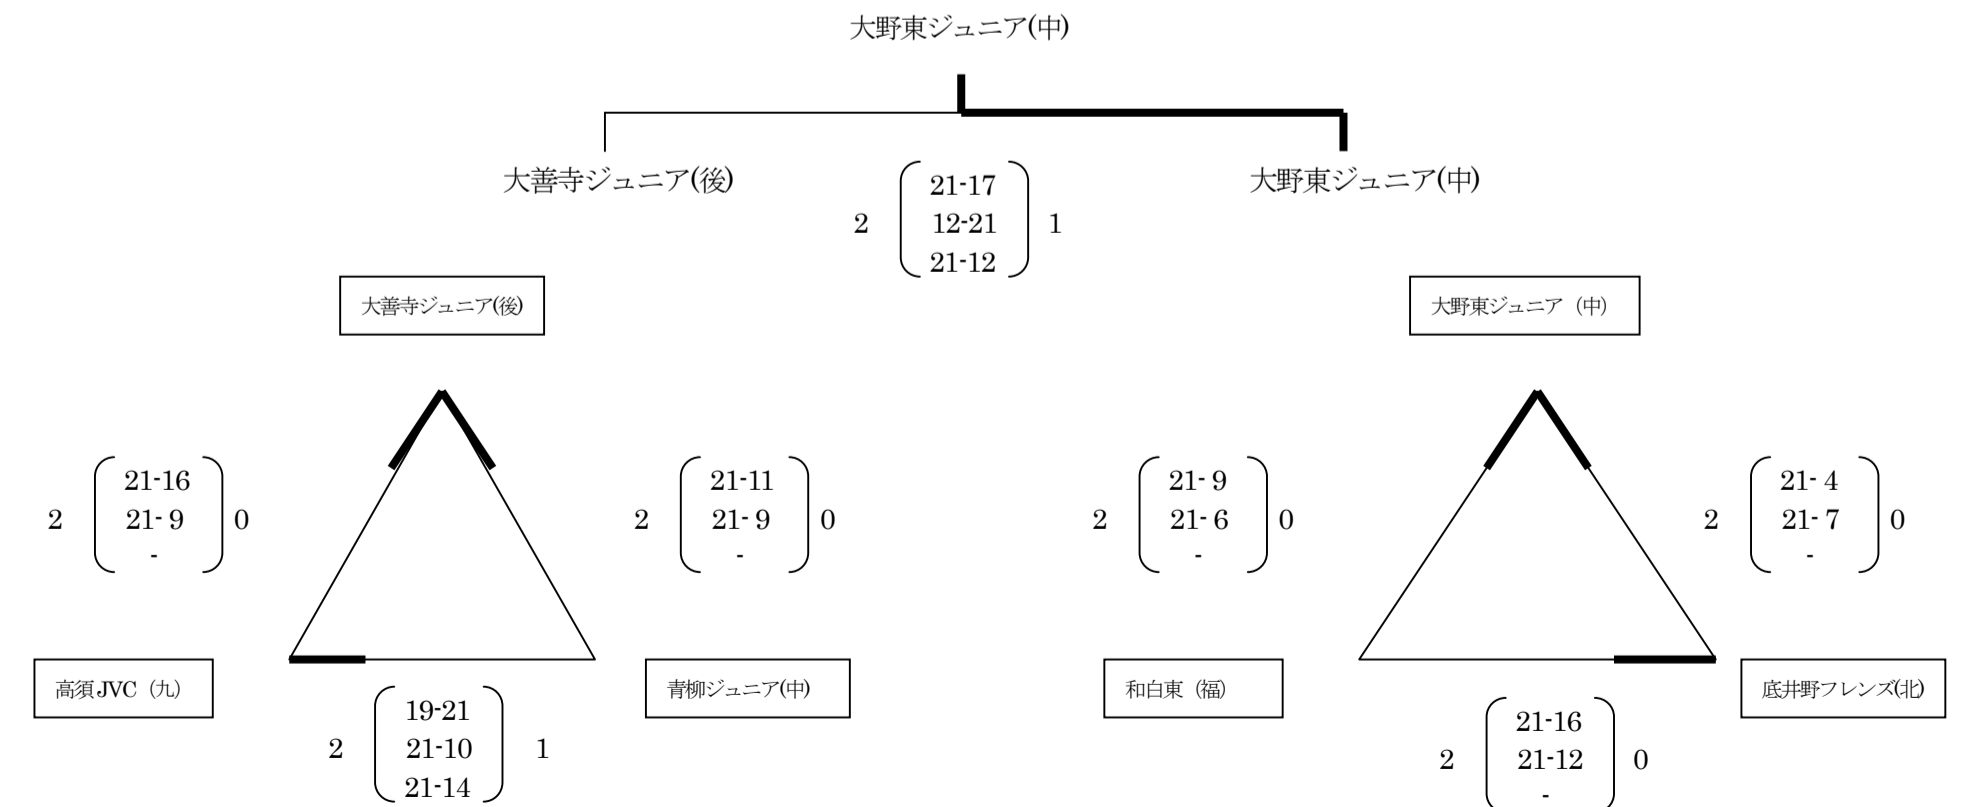 大野東ジュニア(中)
大善寺ジュニア(後)
大野東ジュニア(中)
21-17
2 12-21 1
21-12
大善寺ジュニア(後)
大野東ジュニア（中）
21-16
2 21- 9 0
-
21-11
2 21- 9 0
-
21- 9
2 21- 6 0
-
21- 4
2 21- 7 0
-
高須JVC（九）
青柳ジュニア(中)
和白東（福）
底井野フレンズ(北)
19-21
2 21-10 1
21-14
21-16
2 21-12 0
-